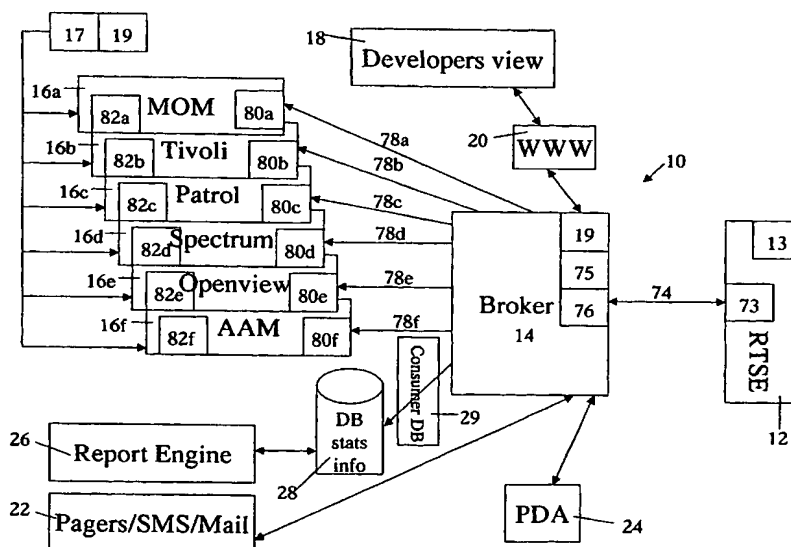 17 19
18
Developers view
16a
MOM
82a
80a
78a
20
WWW
10
16b
Tivoli
82b
80b
78b
16c
Patrol
82c
80c
78c
16d
Spectrum
82d
80d
78d
16e
Openview
82e
80e
78e
16f
AAM
82f
80f
78f
Broker
14
19
75
76
74
13
73
RTSE
12
Consumer DB
29
DB
stats
info
28
26
Report Engine
22
Pagers/SMS/Mail
PDA
24